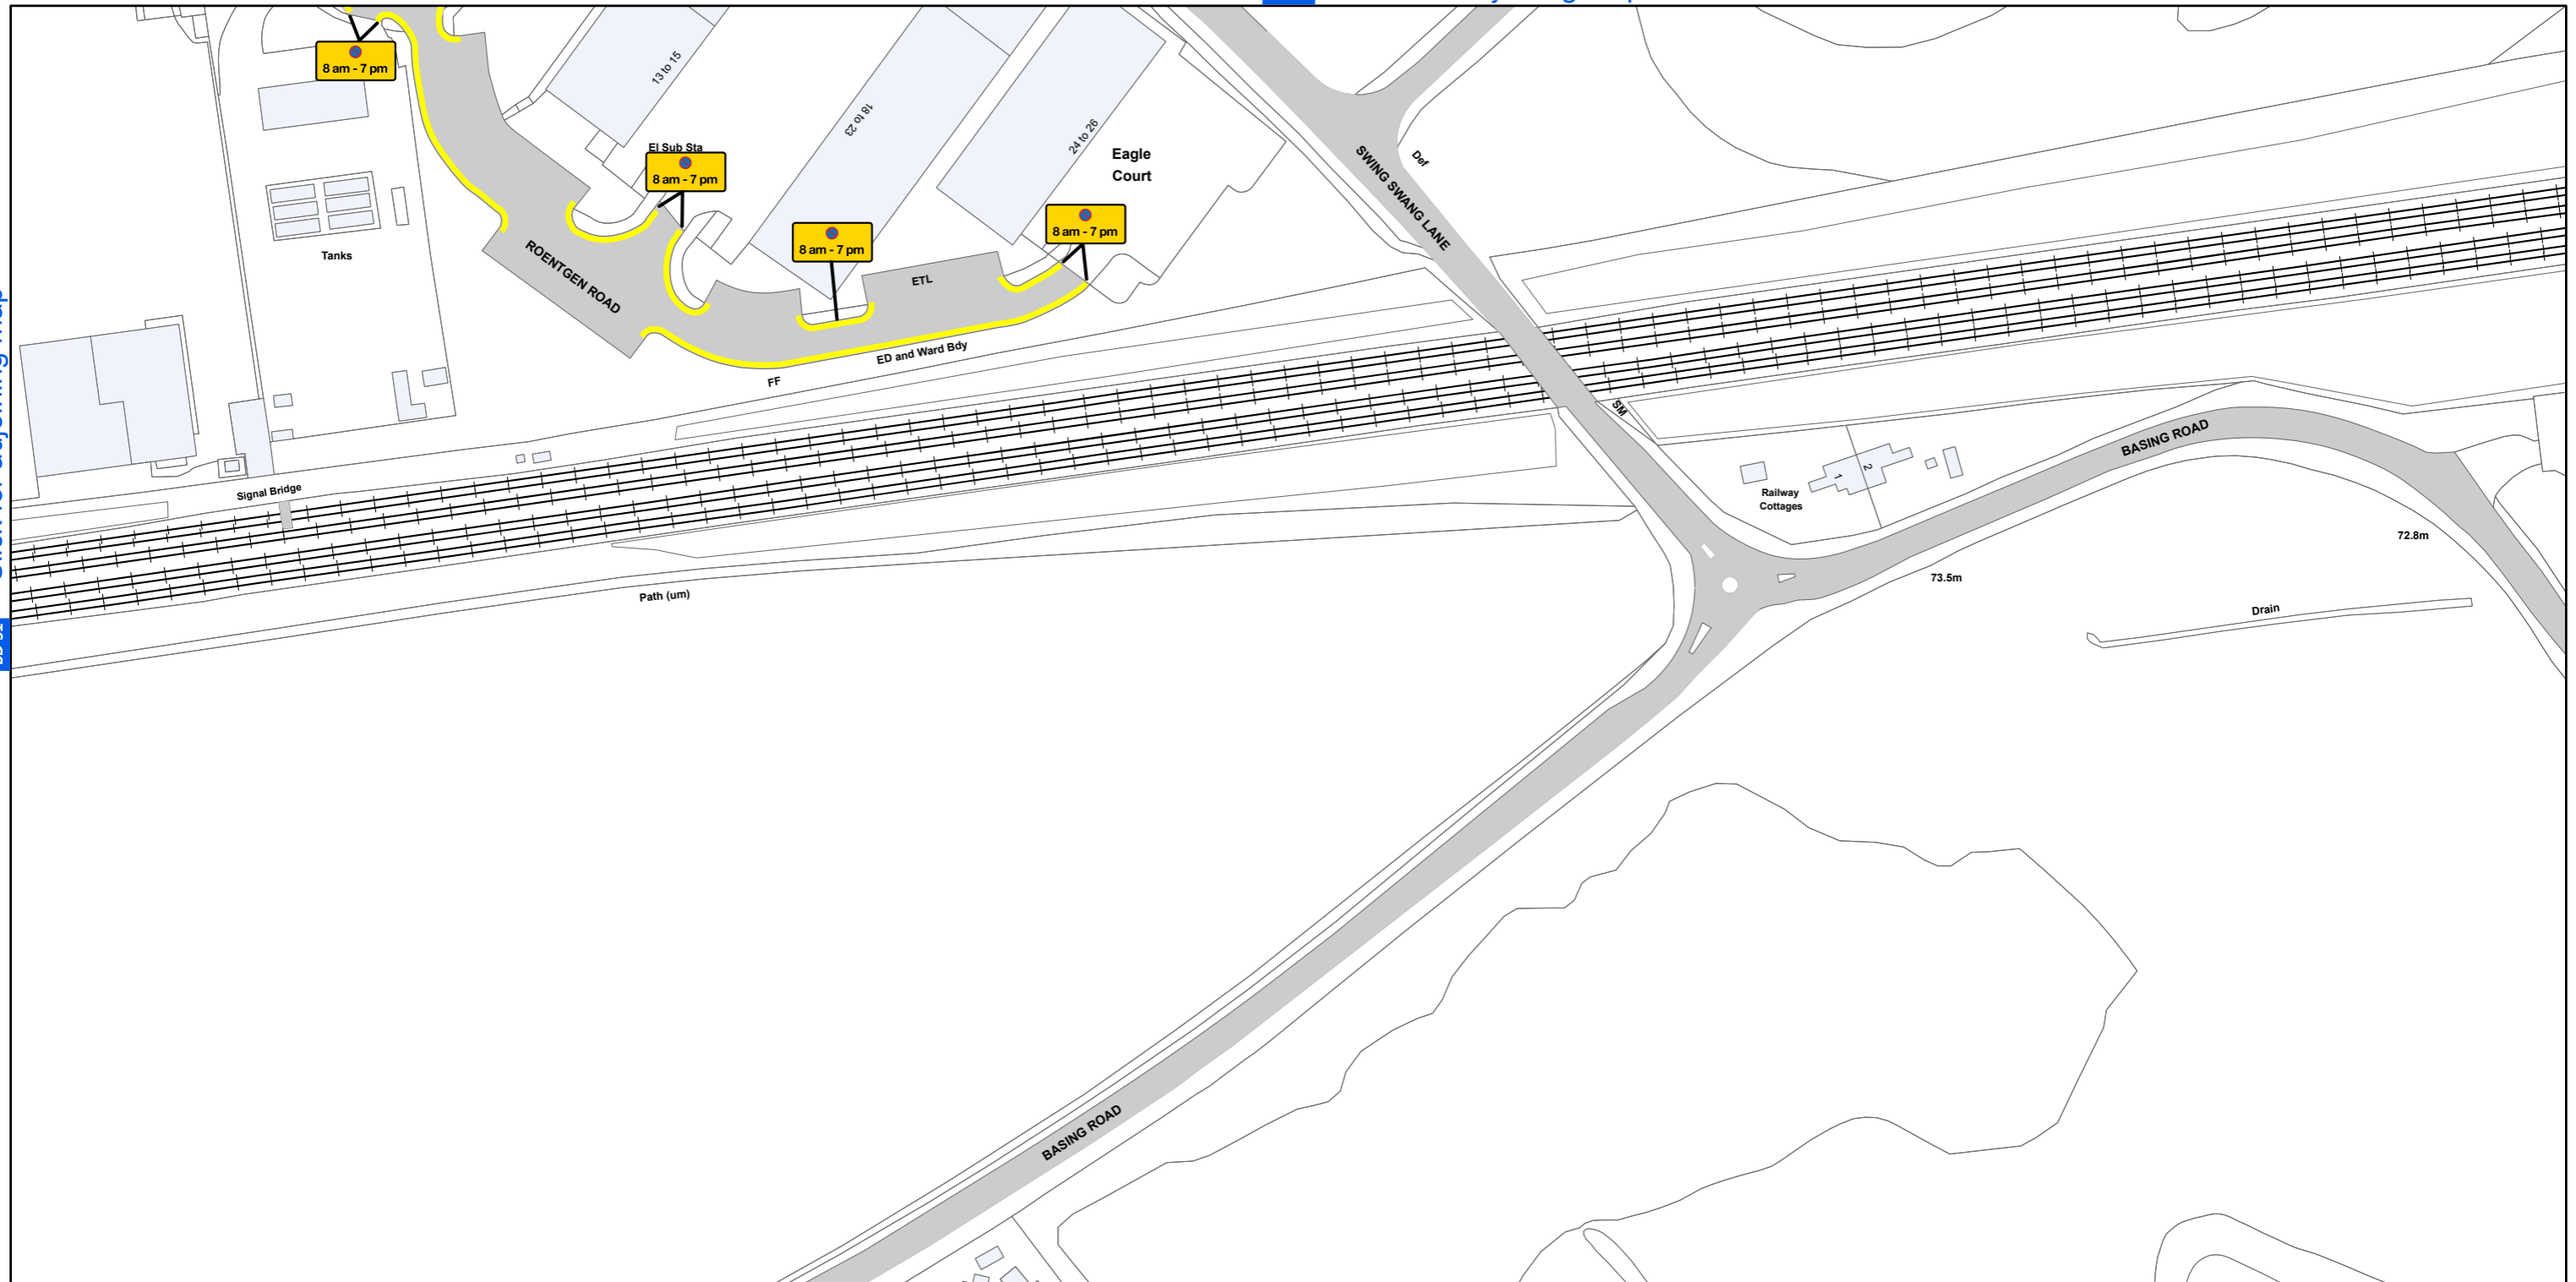 8 am - 7 pm
13 to 15
18 to 23
24 to 26
El Sub Sta
8 am - 7 pm
Eagle
Court
SWING SWANG LANE
Def
8 am - 7 pm
8 am - 7 pm
Tanks
ROENTGEN ROAD
ETL
ED and Ward Bdy
FF
SM
BASING ROAD
1
2
Railway
Cottages
Signal Bridge
72.8m
73.5m
Path (um)
Drain
BASING ROAD